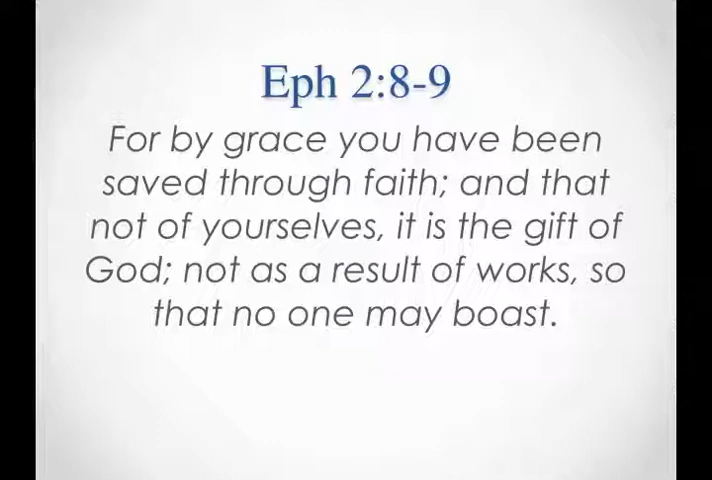 Eph 2:8-9
For by grace you have been
saved through faith; and that
not of yourselves, it is the gift of
God; not as a result of works, so
that no one may boast.